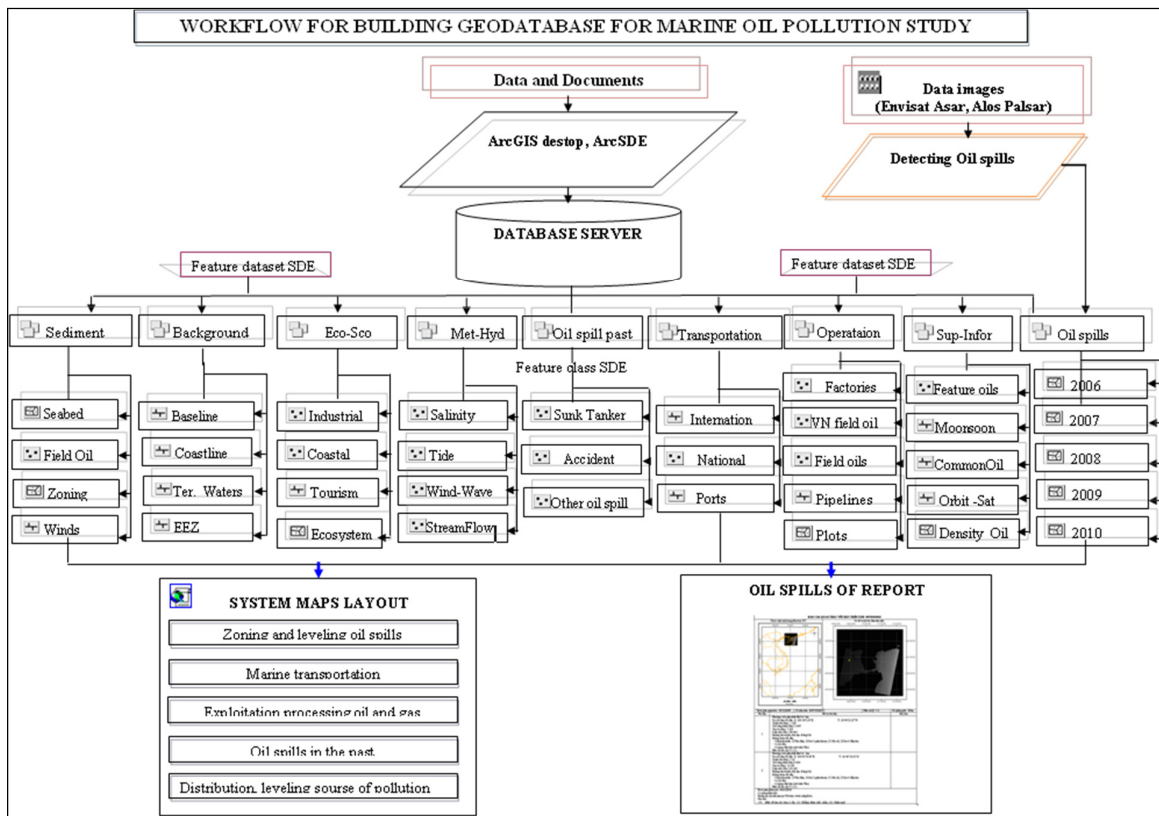 WORKFLOW FOR BUILDING GEODATABASE FOR MARINE OIL POLLUTION STUDY
Data and Documents
Data images
(Envisat Asar, Alos Palsar)
ArcGIS destop, ArcSDE
Detecting Oil spills
DATABASE SERVER
Feature dataset SDE
Feature dataset SDE
Sediment
Background
Eco-Sco
Met-Hyd
Oil spill past
Transportation
Operataion
Sup-Infor
Oil spills
Feature class SDE
Seabed
Field Oil
Zoning
Winds
Baseline
Coastline
Ter. Waters
EEZ
Industrial
Coastal
Tourism
Ecosystem
Salinity
Tide
Wind-Wave
StreamFlow
Sunk Tanker
Accident
Other oil spill
Internation
National
Ports
Factories
VN field oil
Field oils
Pipelines
Plots
Feature oils
Moonsoon
CommonOil
Orbit -Sat
Density Oil
2006
2007
2008
2009
2010
SYSTEM MAPS LAYOUT
Zoning and leveling oil spills
Marine transportation
Exploitation processing oil and gas
Oil spills in the past
Distribution, leveling sourse of pollution
OIL SPILLS OF REPORT